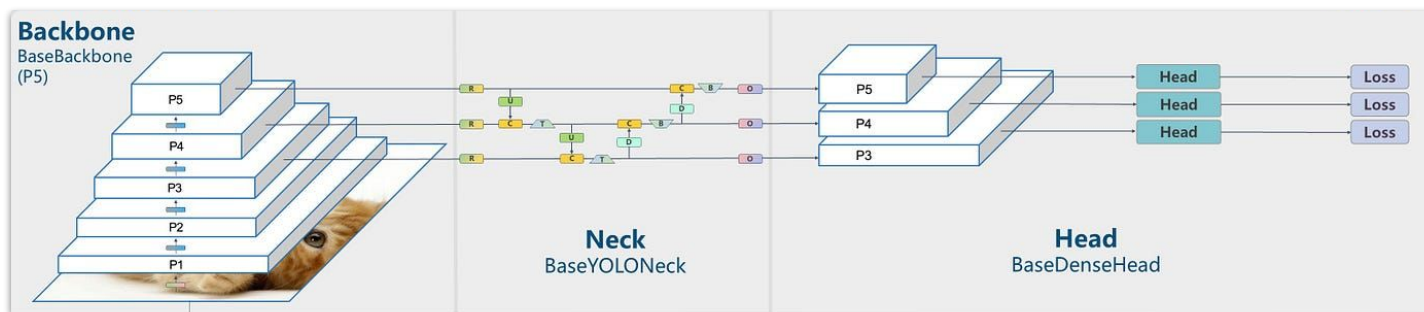 Backbone
BaseBackbone
(P5)
P5
P4
P3
P2
P1
R
C
B
O
U
D
R
C
T
C
B
O
U
D
R
C
T
O
Neck
BaseYOLONeck
P5
P4
P3
Head
Loss
Head
Loss
Head
Loss
Head
BaseDenseHead